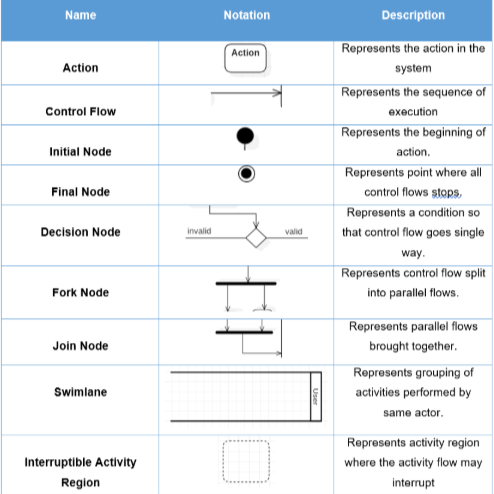 Name Notation Description
Action
Action
Represents the action in the
system
Control Flow
Represents the sequence of
execution
Initial Node
Represents the beginning of
action.
Final Node
Represents point where all
control flows stops.
Decision Node
invalid valid
Represents a condition so
that control flow goes single
way.
Fork Node
Represents control flow split
into parallel flows.
Join Node
Represents parallel flows
brought together.
Swimlane
User
Represents grouping of
activities performed by
same actor.
Interruptible Activity
Region
Represents activity region
where the activity flow may
interrupt